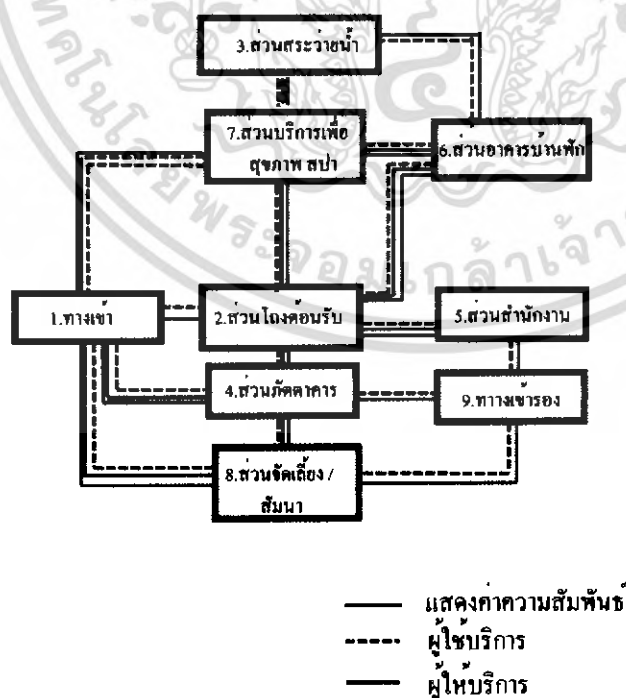 3.ส่วนสระว่ายน้ำ
7.ส่วนบริการเพื่อ
สุขภาพ สปา
6.ส่วนอาคารบ้านพัก
1.ทางเข้า
2.ส่วนโถงต้อนรับ
5.ส่วนสำนักงาน
4.ส่วนภัตตาคาร
9.ทาางเข้ารอง
8.ส่วนจัดเลี้ยง /
สัมนา
แสดงค่าความสัมพันธ์
ผู้ใช้บริการ
ผู้ให้บริการ